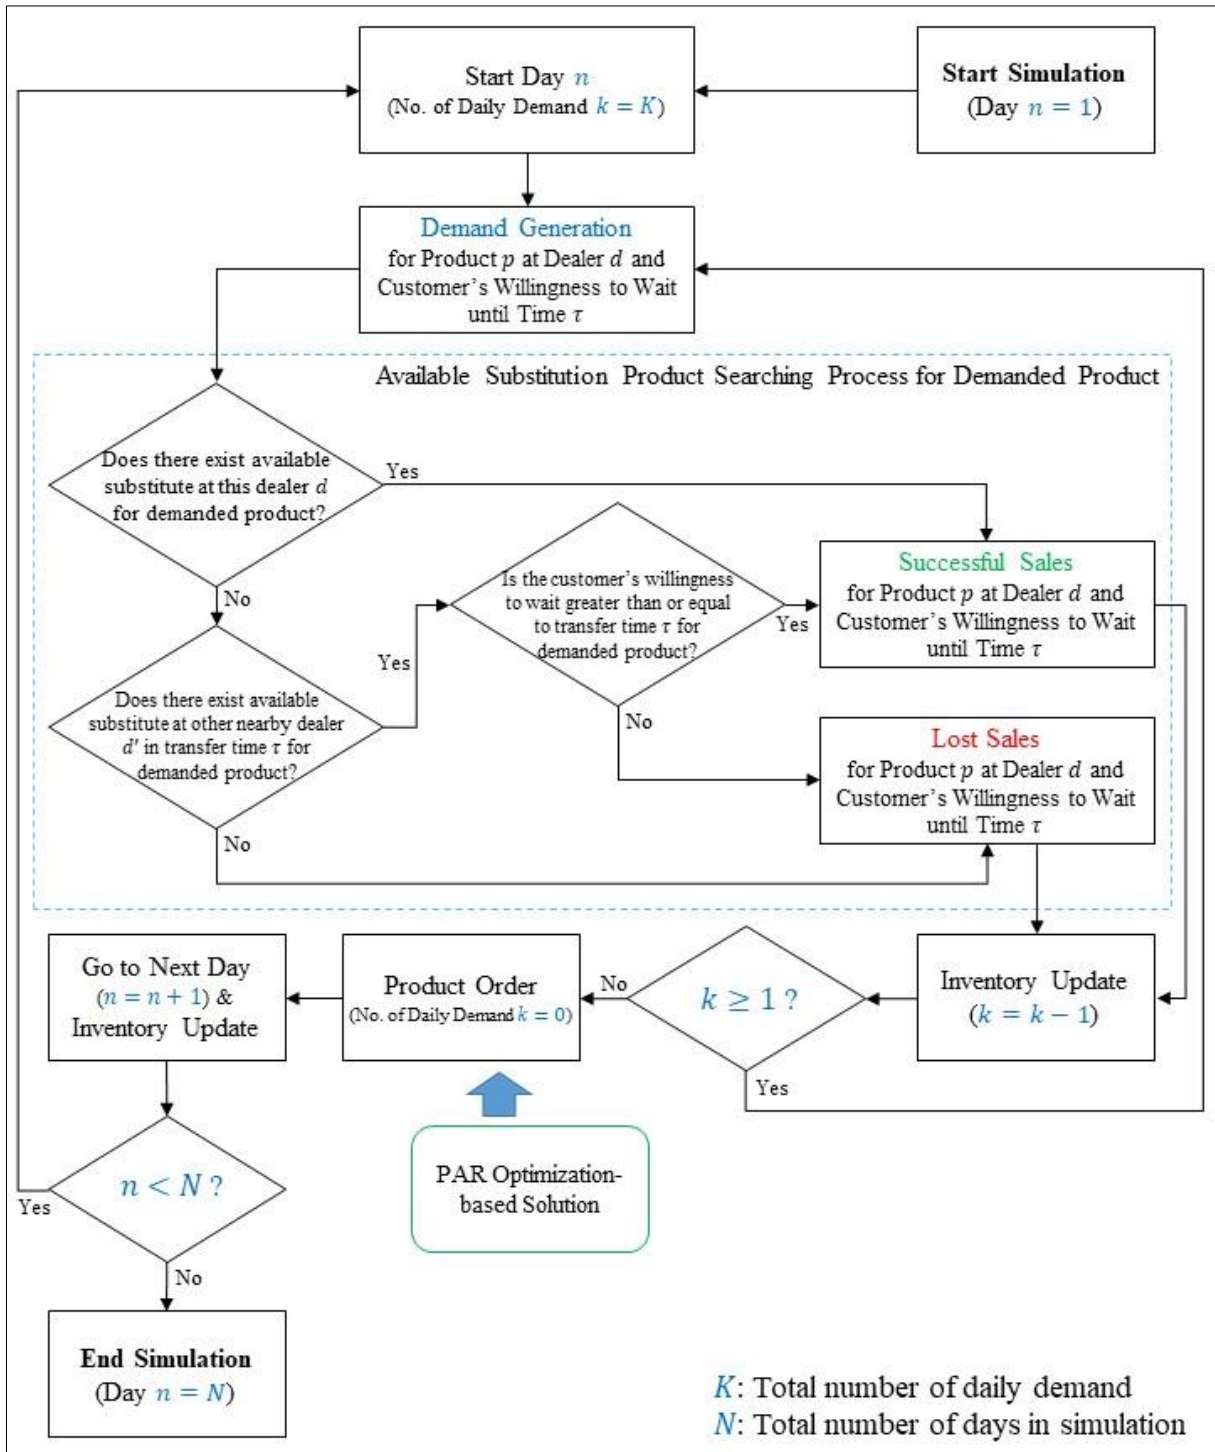 Start Day n
(No. of Daily Demand k = K)
Start Simulation
(Day n = 1)
Demand Generation
for Product p at Dealer d and
Customer's Willingness to Wait
until Time τ
Available Substitution Product Searching Process for Demanded Product
Does there exist available
substitute at this dealer d
for demanded product?
Yes
No
Is the customer's willingness
to wait greater than or equal
to transfer time τ for
demanded product?
Yes
No
Successful Sales
for Product p at Dealer d and
Customer's Willingness to Wait
until Time τ
Does there exist available
substitute at other nearby dealer
d′ in transfer time τ for
demanded product?
Yes
No
Lost Sales
for Product p at Dealer d and
Customer's Willingness to Wait
until Time τ
Inventory Update
(k = k − 1)
k ≥ 1 ?
No
Yes
Product Order
(No. of Daily Demand k = 0)
Go to Next Day
(n = n + 1) &
Inventory Update
PAR Optimization-
based Solution
n < N ?
Yes
No
End Simulation
(Day n = N)
K: Total number of daily demand
N: Total number of days in simulation